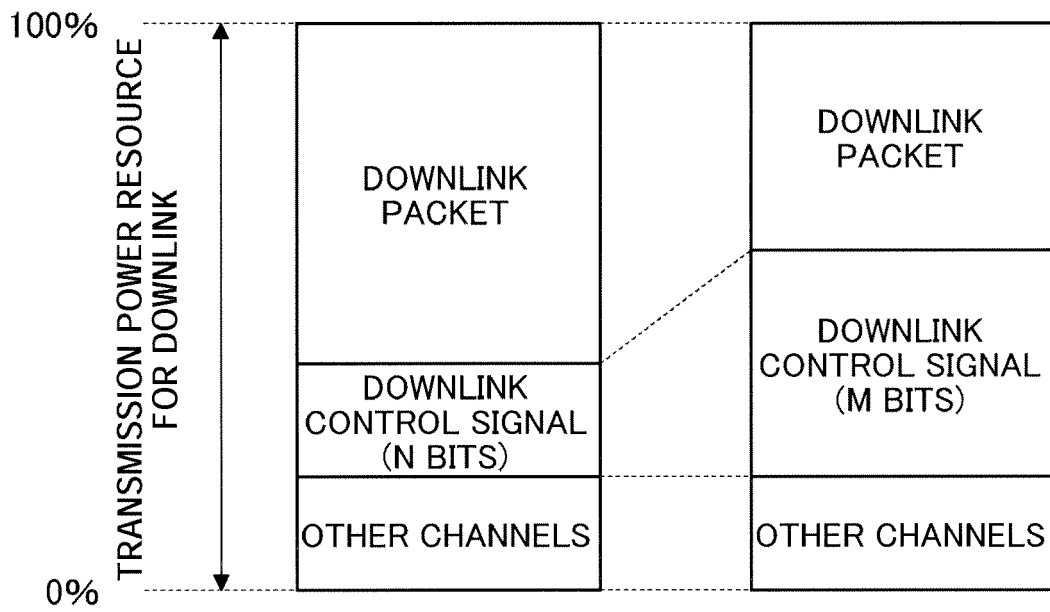 100%
TRANSMISSION POWER RESOURCE
FOR DOWNLINK
0%
DOWNLINK
PACKET
DOWNLINK
CONTROL SIGNAL
(N BITS)
OTHER CHANNELS
DOWNLINK
PACKET
DOWNLINK
CONTROL SIGNAL
(M BITS)
OTHER CHANNELS